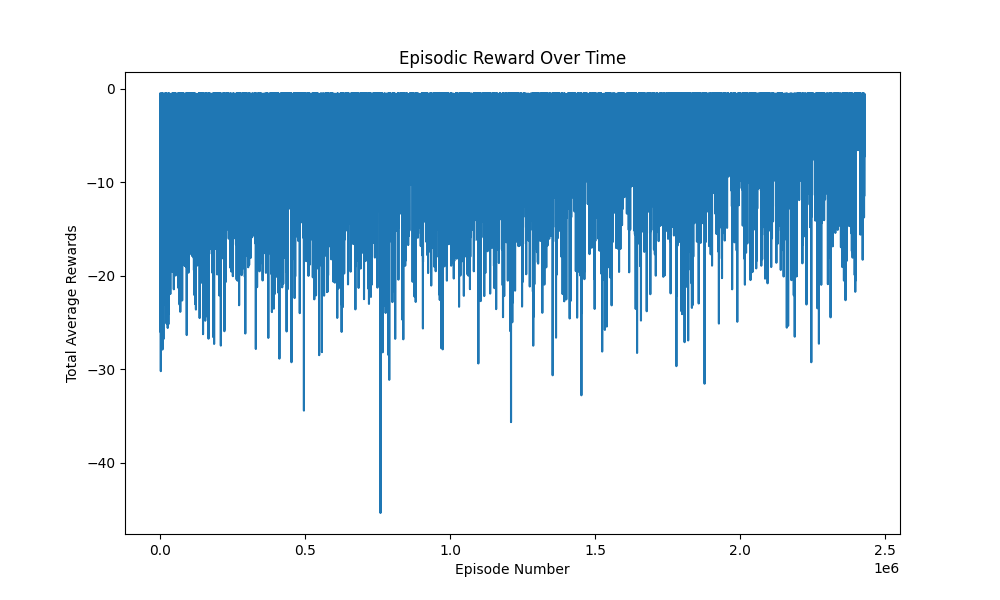 Episodic Reward Over Time
Total Average Rewards
0
−10
−20
−30
−40
0.0 0.5 1.0 1.5 2.0 2.5
1e6
Episode Number